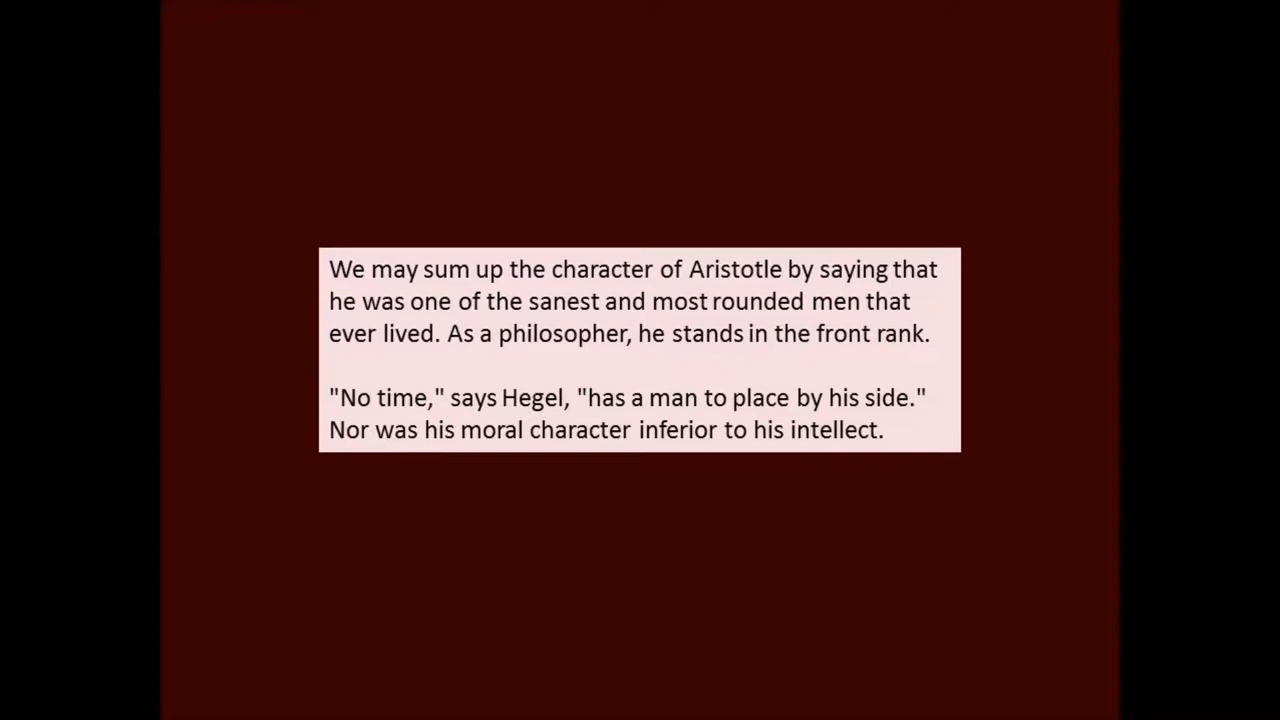 We may sum up the character of Aristotle by saying that
he was one of the sanest and most rounded men that
ever lived. As a philosopher, he stands in the front rank.
"No time," says Hegel, "has a man to place by his side."
Nor was his moral character inferior to his intellect.